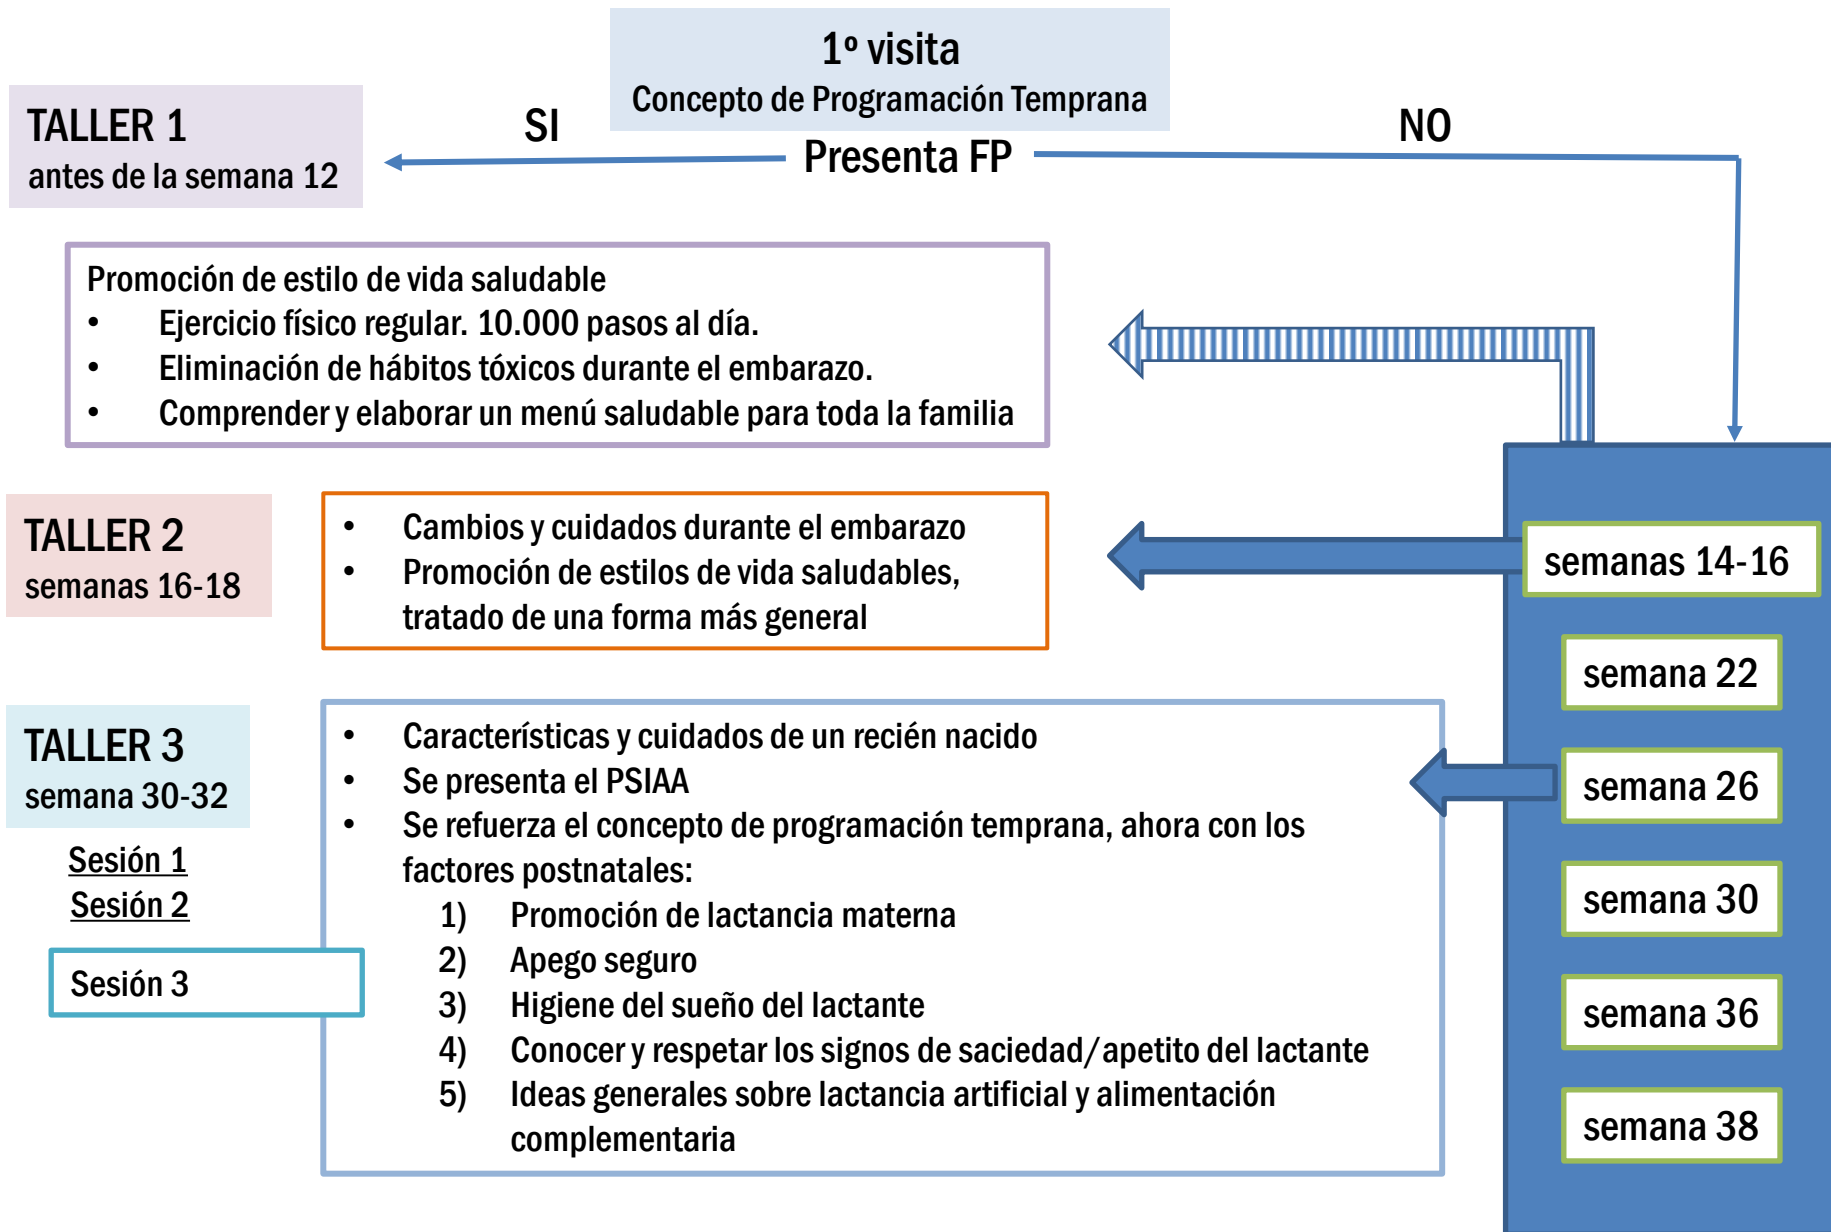 1º visita
Concepto de Programación Temprana
TALLER 1
antes de la semana 12
SI
Presenta FP
NO
Promoción de estilo de vida saludable
• Ejercicio físico regular. 10.000 pasos al día.
• Eliminación de hábitos tóxicos durante el embarazo.
• Comprender y elaborar un menú saludable para toda la familia
TALLER 2
semanas 16-18
• Cambios y cuidados durante el embarazo
• Promoción de estilos de vida saludables,
tratado de una forma más general
TALLER 3
semana 30-32
Sesión 1
Sesión 2
Sesión 3
• Características y cuidados de un recién nacido
• Se presenta el PSIAA
• Se refuerza el concepto de programación temprana, ahora con los
factores postnatales:
1) Promoción de lactancia materna
2) Apego seguro
3) Higiene del sueño del lactante
4) Conocer y respetar los signos de saciedad/apetito del lactante
5) Ideas generales sobre lactancia artificial y alimentación
complementaria
semanas 14-16
semana 22
semana 26
semana 30
semana 36
semana 38